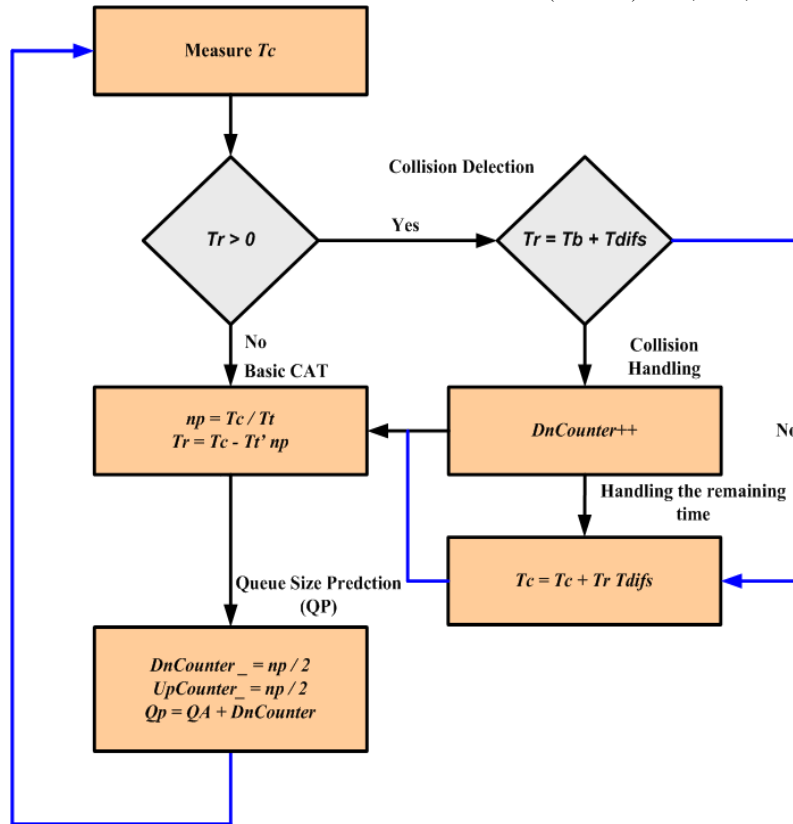 Measure Tc
Collision Delection
Tr > 0
Yes
Tr = Tb + Tdifs
No
Basic CAT
Collision
Handling
np = Tc / Tt
Tr = Tc - Tt’ np
DnCounter++
No
Handling the remaining
time
Tc = Tc + Tr Tdifs
Queue Size Predction
(QP)
DnCounter_ = np / 2
UpCounter_ = np / 2
Qp = QA + DnCounter